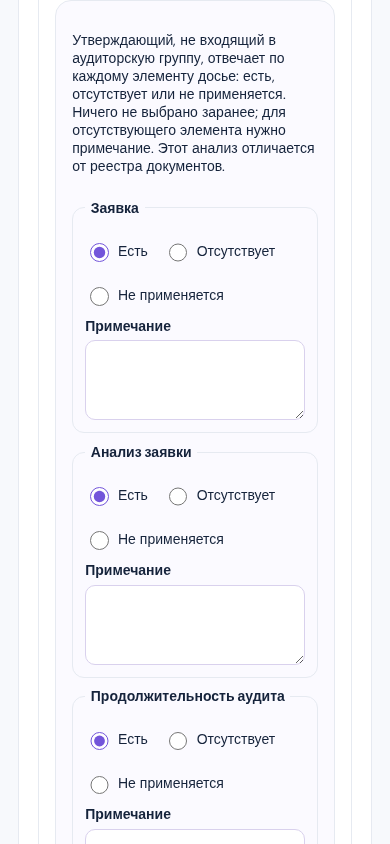 Утверждающий, не входящий в
аудиторскую группу, отвечает по
каждому элементу досье: есть,
отсутствует или не применяется.
Ничего не выбрано заранее; для
отсутствующего элемента нужно
примечание. Этот анализ отличается
от реестра документов.
Заявка
Есть Отсутствует
Не применяется
Примечание
Анализ заявки
Есть Отсутствует
Не применяется
Примечание
Продолжительность аудита
Есть Отсутствует
Не применяется
Примечание